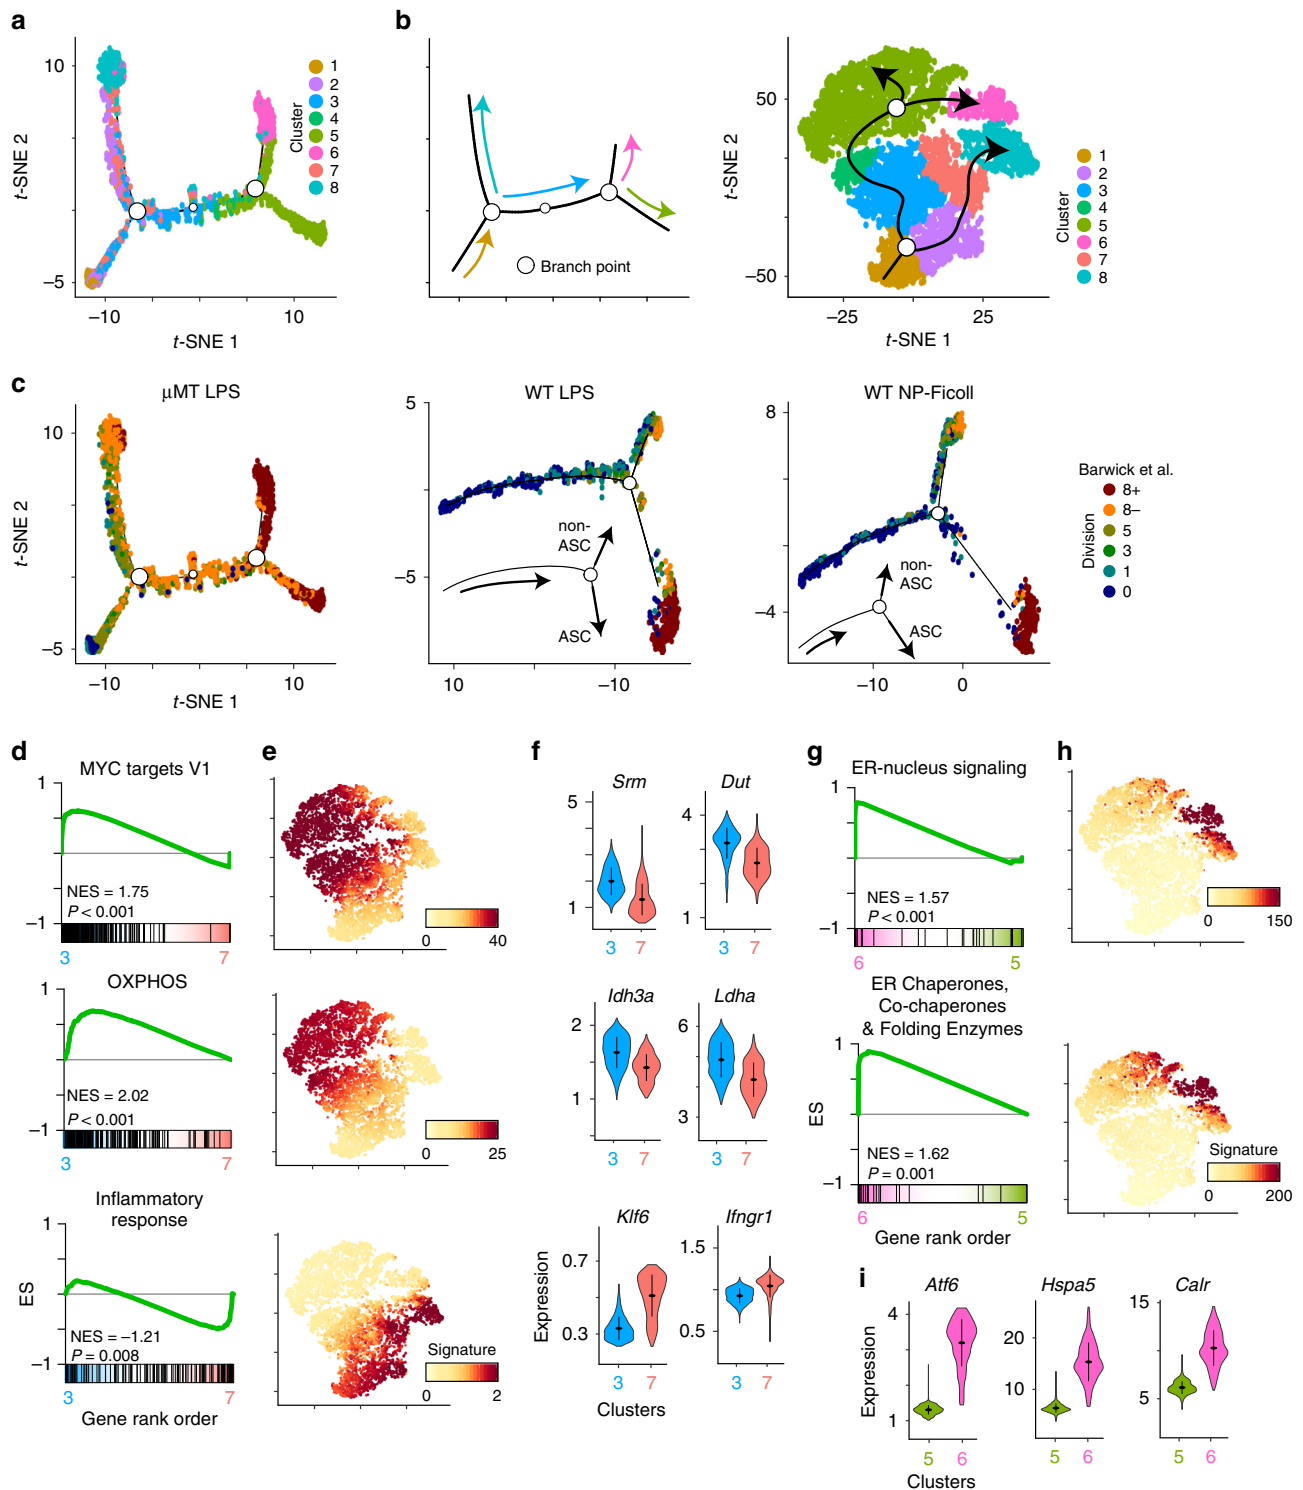 a
10
−5
−10
10
t-SNE 2
t-SNE 1
Cluster
1
2
3
4
5
6
7
8
b
Branch point
50
−50
−25
25
t-SNE 2
t-SNE 1
Cluster
1
2
3
4
5
6
7
8
c
μMT LPS
10
−5
−10
10
t-SNE 2
t-SNE 1
WT LPS
5
−5
10
−10
non-
ASC
ASC
WT NP-Ficoll
8
−4
−10
0
non-
ASC
ASC
Barwick et al.
Division
8+
8−
5
3
1
0
d
MYC targets V1
1
NES = 1.75
P < 0.001
−1
3
7
OXPHOS
1
NES = 2.02
P < 0.001
−1
3
7
Inflammatory
response
1
ES
NES = −1.21
P = 0.008
−1
3
7
Gene rank order
e
0
40
0
25
Signature
0
2
f
Srm
5
1
3
7
Dut
4
1
3
7
Idh3a
2
1
3
7
Ldha
6
3
3
7
Klf6
0.7
0.3
Expression
3
7
Clusters
Ifngr1
1.5
0.5
3
7
g
ER-nucleus signaling
1
NES = 1.57
P < 0.001
−1
6
5
ER Chaperones,
Co-chaperones
& Folding Enzymes
1
ES
NES = 1.62
P = 0.001
−1
6
5
Gene rank order
h
0
150
Signature
0
200
i
Atf6
4
1
Expression
5
6
Clusters
Hspa5
20
10
5
6
Calr
15
5
5
6